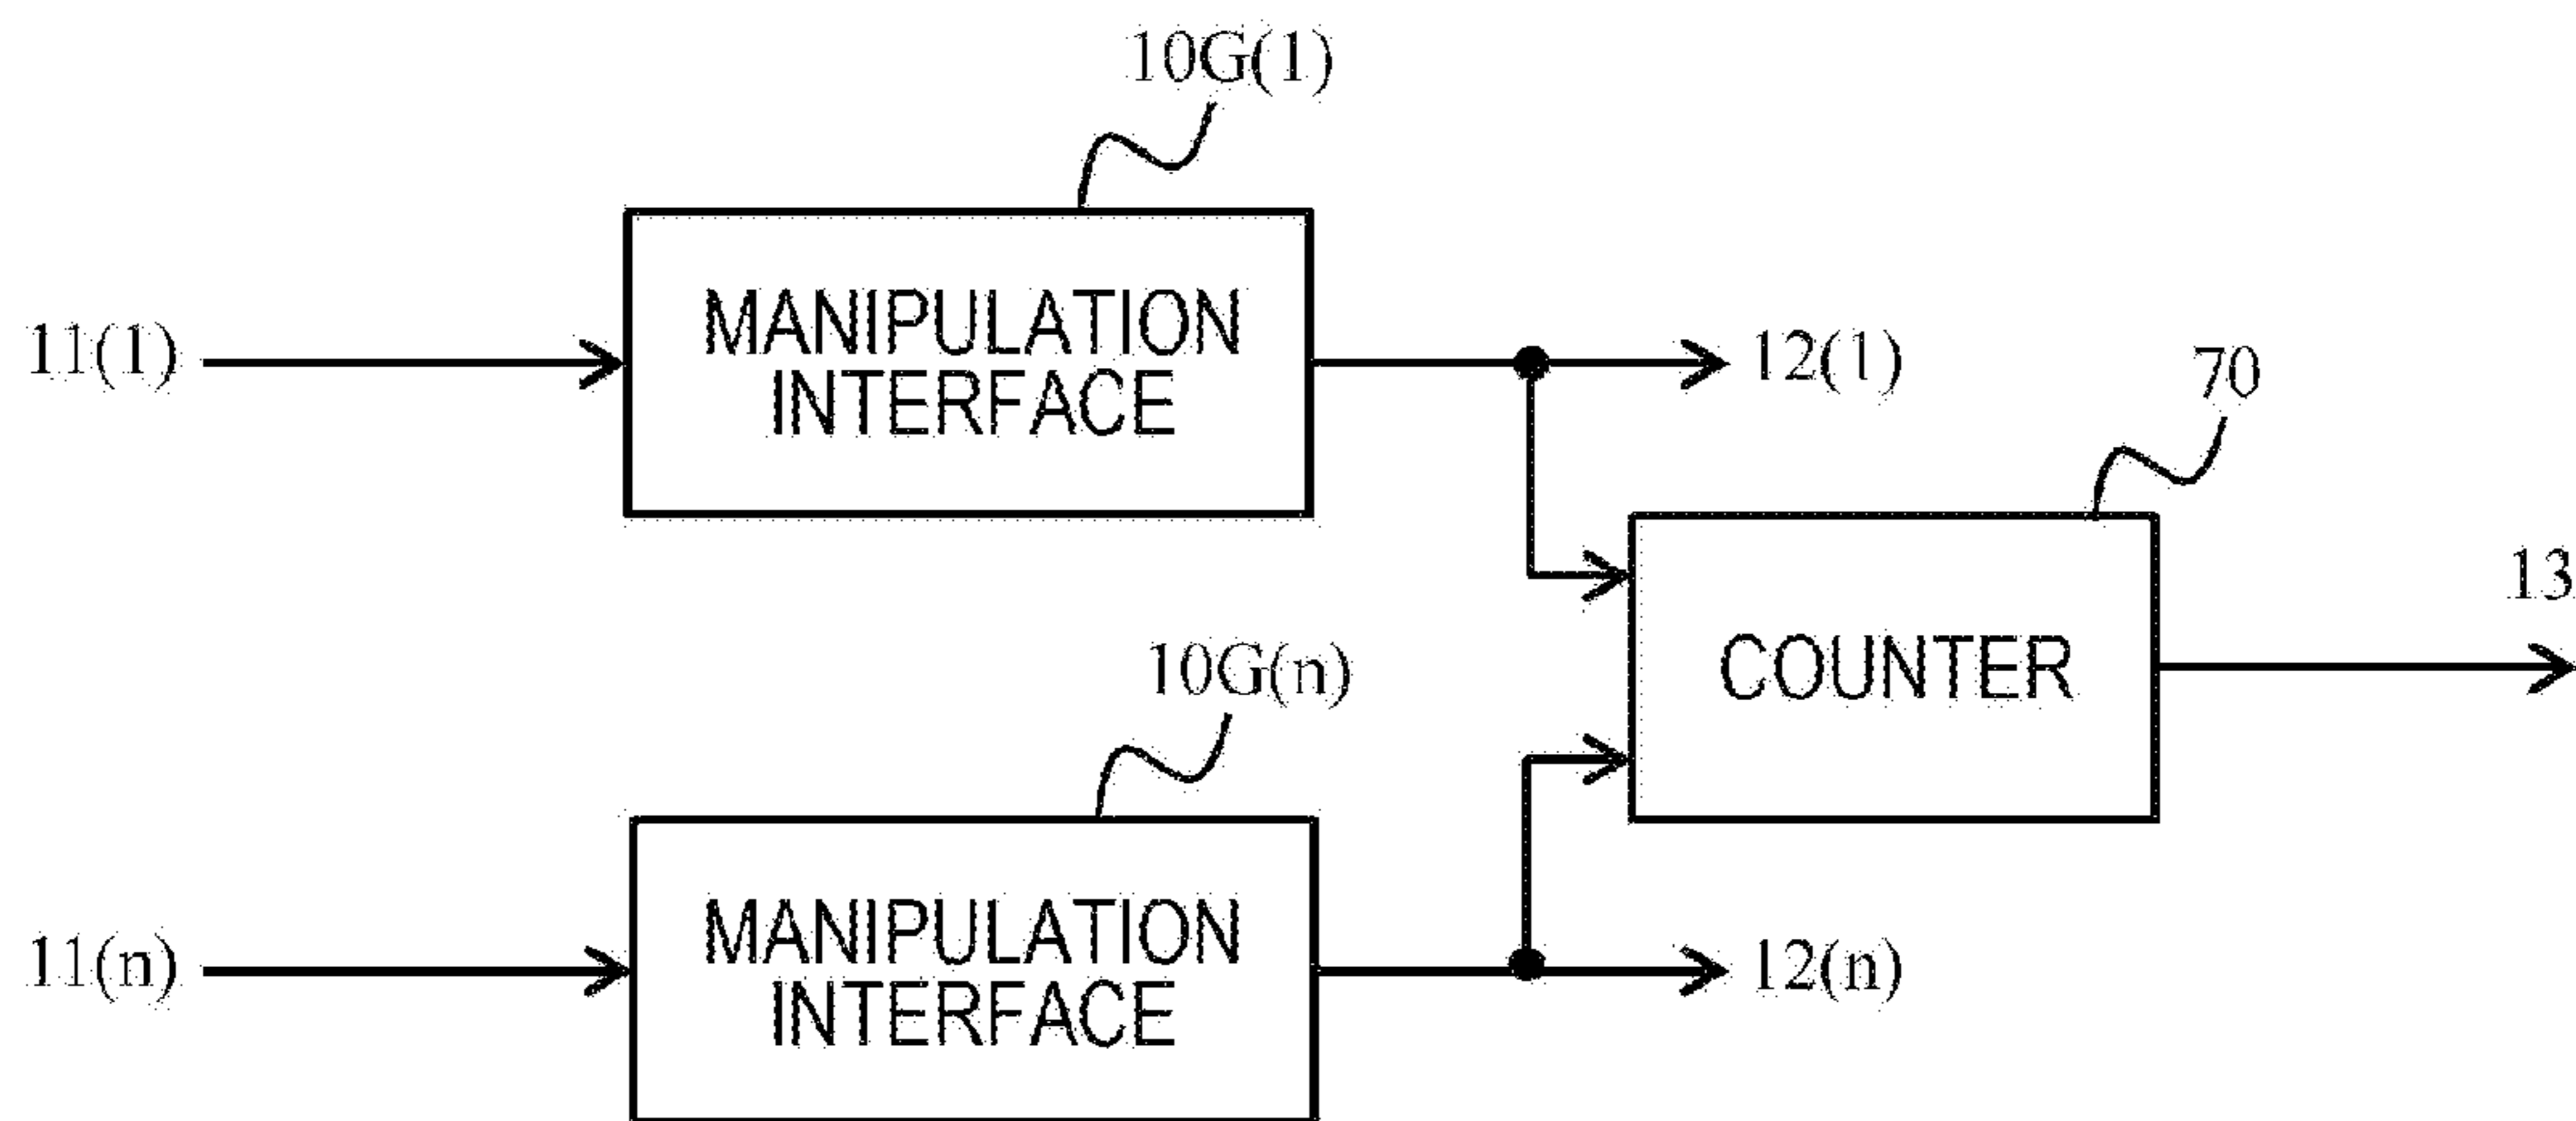 10G(1)
MANIPULATION
INTERFACE
11(1)
12(1)
70
COUNTER
13
10G(n)
MANIPULATION
INTERFACE
11(n)
12(n)